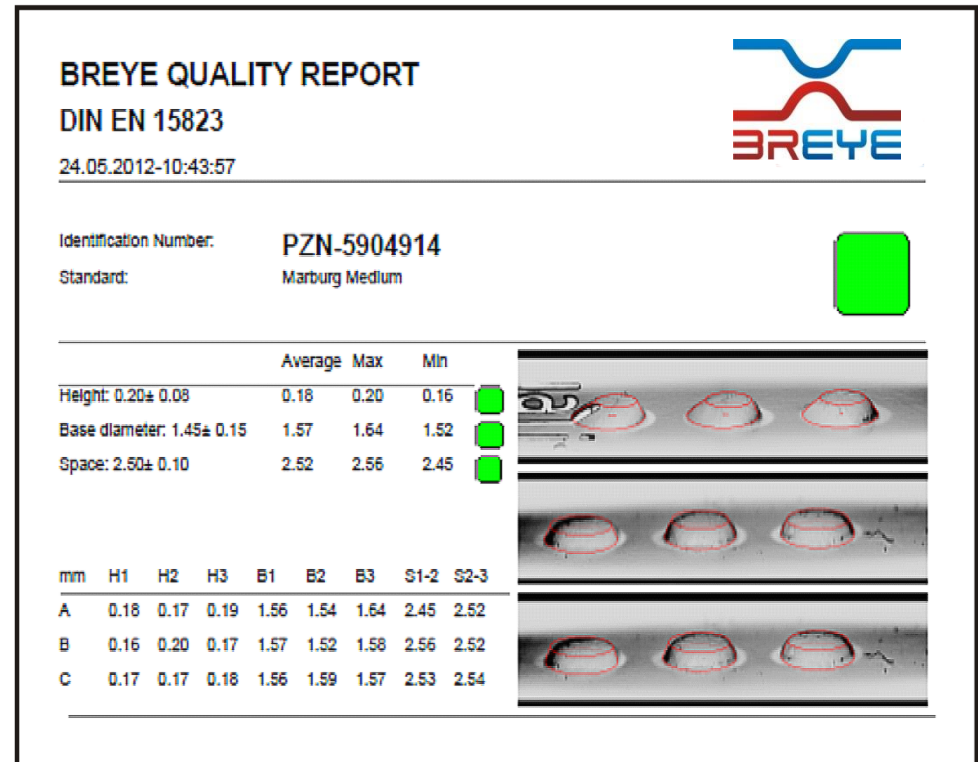 BREYE QUALITY REPORT
DIN EN 15823
24.05.2012-10:43:57
BREYE
Identification Number: PZN-5904914
Standard: Marburg Medium
Average Max Min
Height: 0.20± 0.08 0.18 0.20 0.16
Base diameter: 1.45± 0.15 1.57 1.64 1.52
Space: 2.50± 0.10 2.52 2.56 2.45
mm H1 H2 H3 B1 B2 B3 S1-2 S2-3
A 0.18 0.17 0.19 1.56 1.54 1.64 2.45 2.52
B 0.16 0.20 0.17 1.57 1.52 1.58 2.56 2.52
C 0.17 0.17 0.18 1.56 1.59 1.57 2.53 2.54